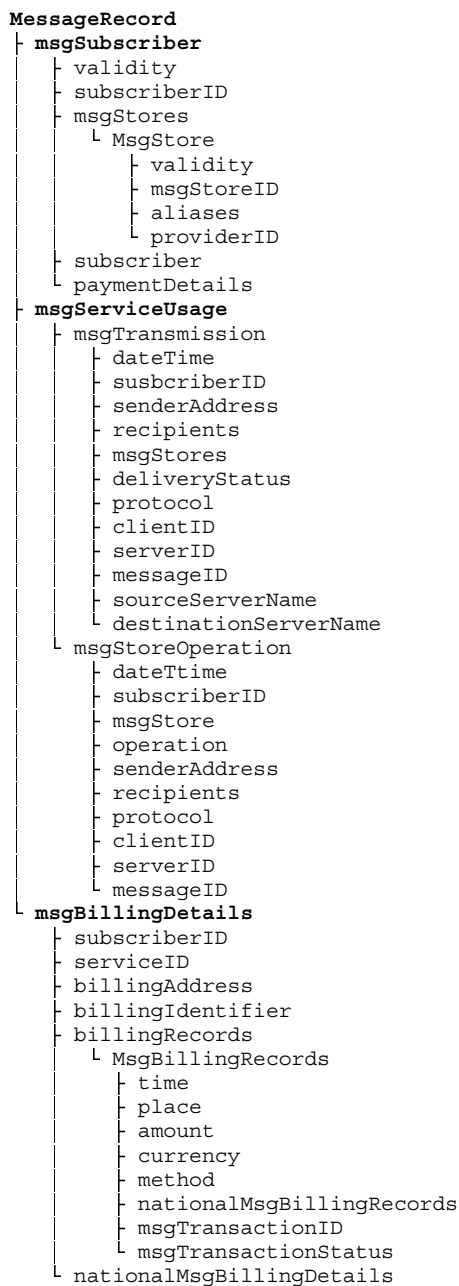 MessageRecord
msgSubscriber
validity
subscriberID
msgStores
MsgStore
validity
msgStoreID
aliases
providerID
subscriber
paymentDetails
msgServiceUsage
msgTransmission
dateTime
susbcriberID
senderAddress
recipients
msgStores
deliveryStatus
protocol
clientID
serverID
messageID
sourceServerName
destinationServerName
msgStoreOperation
dateTtime
subscriberID
msgStore
operation
senderAddress
recipients
protocol
clientID
serverID
messageID
msgBillingDetails
subscriberID
serviceID
billingAddress
billingIdentifier
billingRecords
MsgBillingRecords
time
place
amount
currency
method
nationalMsgBillingRecords
msgTransactionID
msgTransactionStatus
nationalMsgBillingDetails